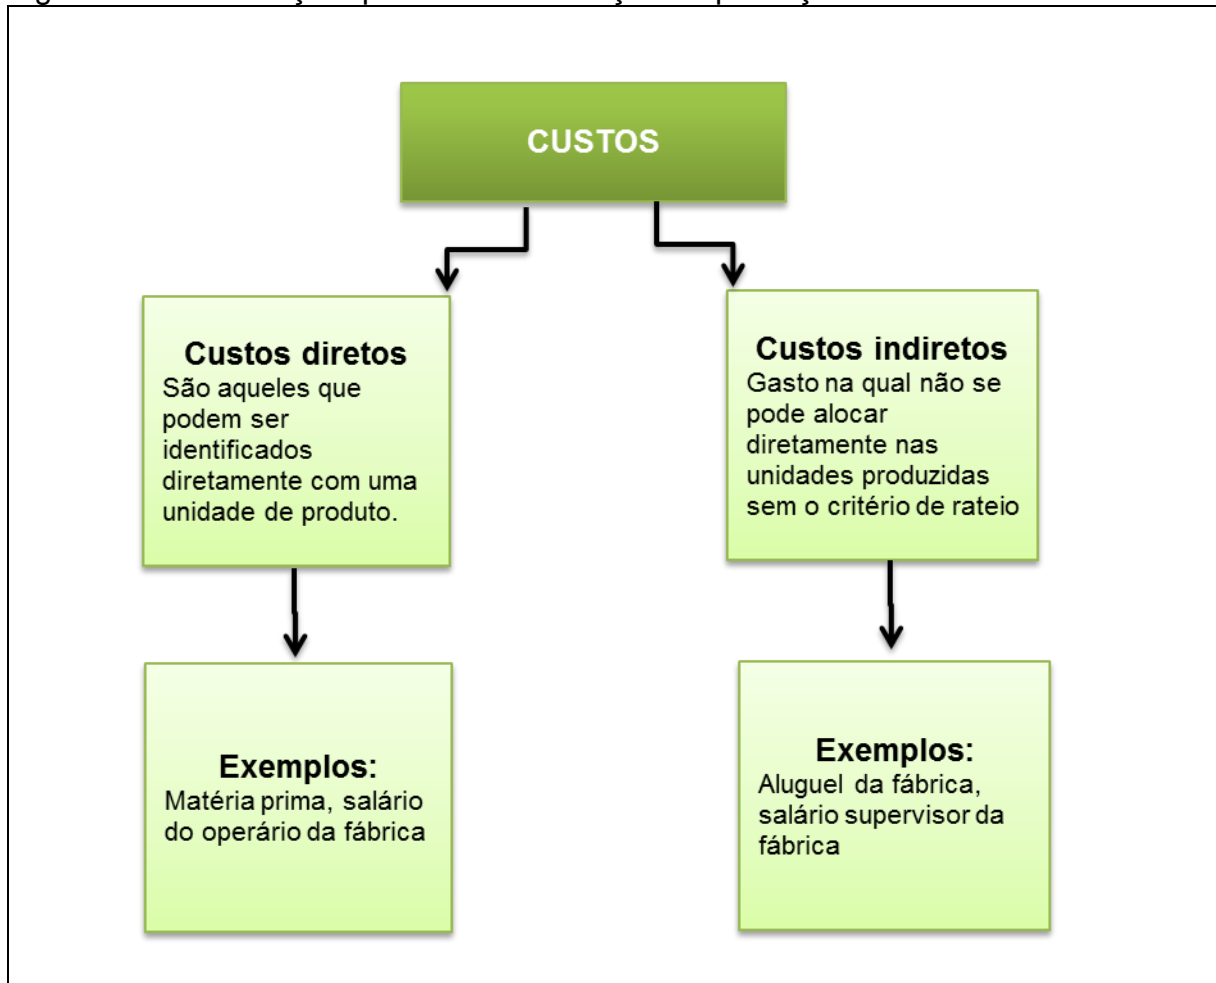 CUSTOS
Custos diretos
São aqueles que
podem ser
identificados
diretamente com uma
unidade de produto.
Custos indiretos
Gasto na qual não se
pode alocar
diretamente nas
unidades produzidas
sem o critério de rateio
Exemplos:
Matéria prima, salário
do operário da fábrica
Exemplos:
Aluguel da fábrica,
salário supervisor da
fábrica